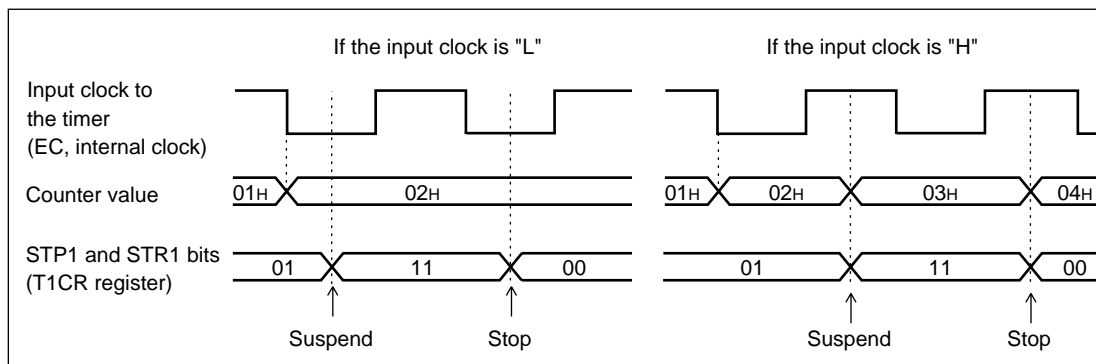 If the input clock is "L" If the input clock is "H"
Input clock to
the timer
(EC, internal clock)
Counter value 01H 02H 01H 02H 03H 04H
STP1 and STR1 bits
(T1CR register) 01 11 00 01 11 00
Suspend Stop Suspend Stop